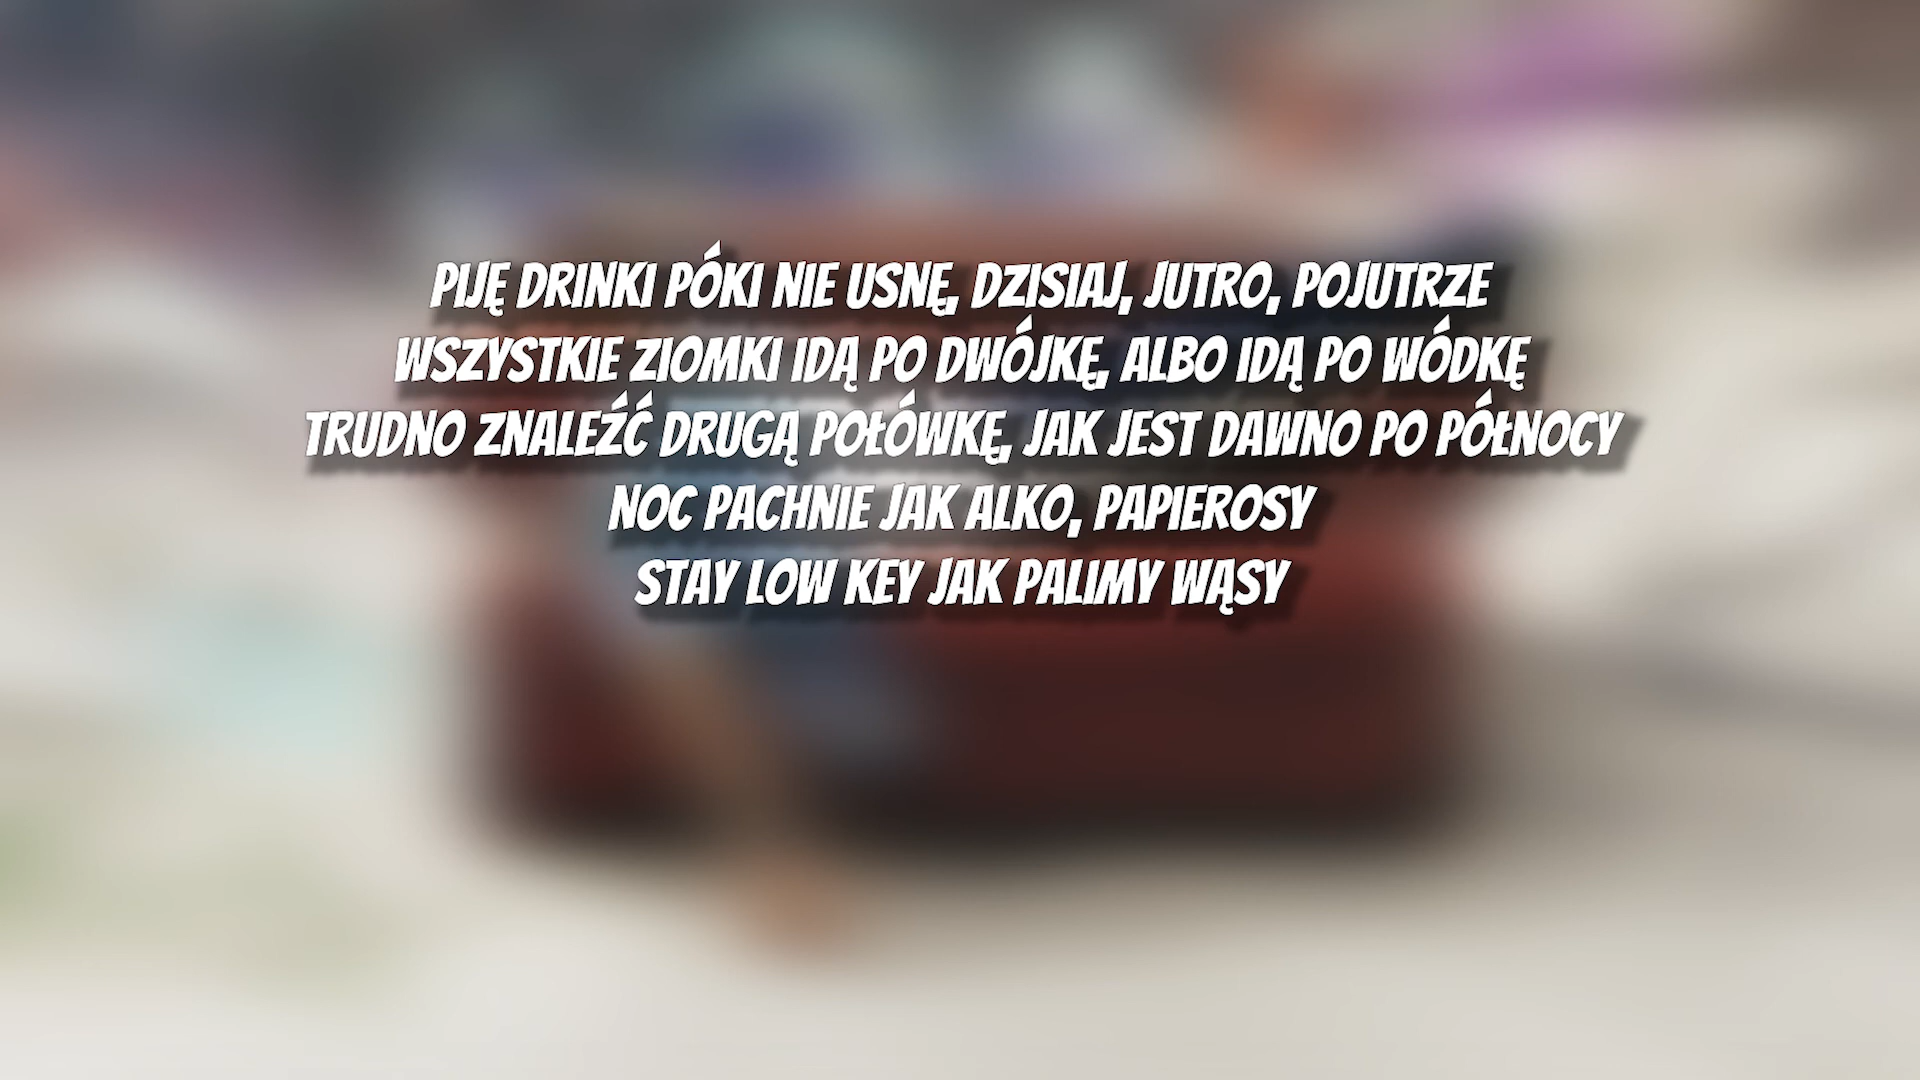 PIJĘ DRINKI PÓKI NIE USNĘ, DZISIAJ, JUTRO, POJUTRZE
WSZYSTKIE ZIOMKI IDĄ PO DWÓJKĘ, ALBO IDĄ PO WÓDKĘ
TRUDNO ZNALEŹĆ DRUGĄ POŁÓWKĘ, JAK JEST DAWNO PO PÓŁNOCY
NOC PACHNIE JAK ALKO, PAPIEROSY
STAY LOW KEY JAK PALIMY WĄSY